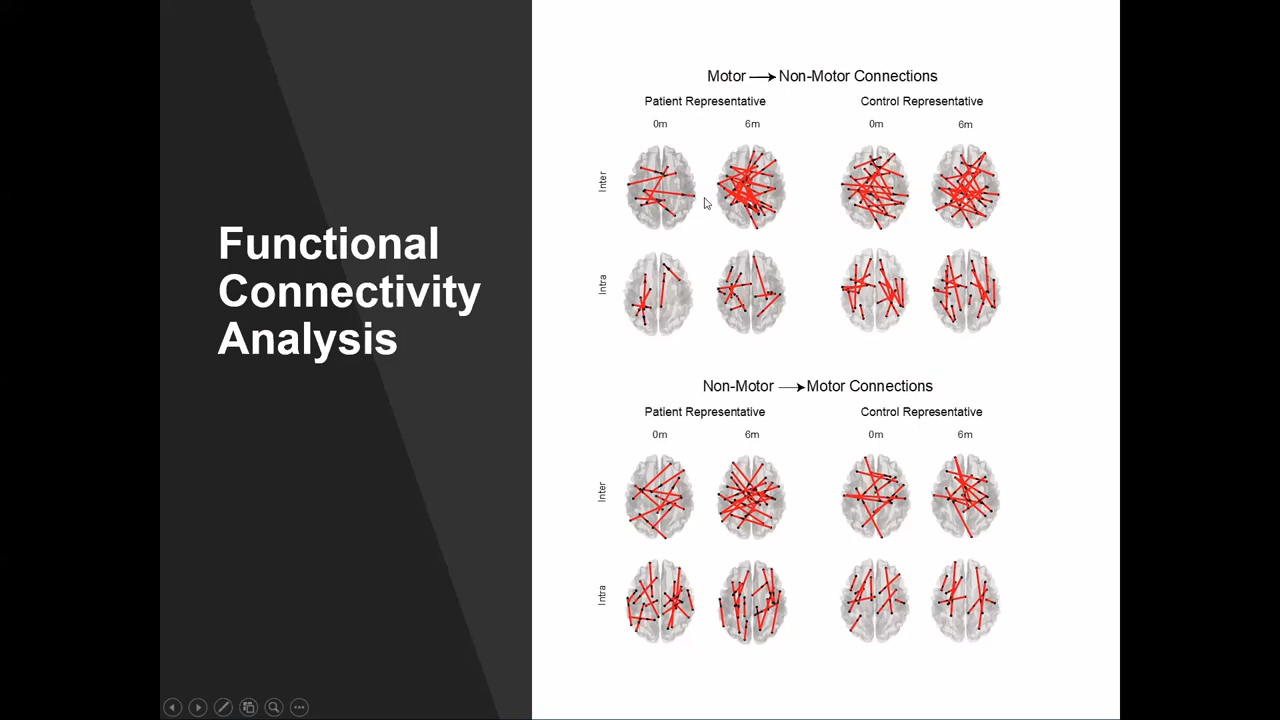 Functional
Connectivity
Analysis
Motor → Non-Motor Connections
Patient Representative
Control Representative
0m
6m
0m
6m
Inter
Intra
Non-Motor → Motor Connections
Patient Representative
Control Representative
0m
6m
0m
6m
Inter
Intra